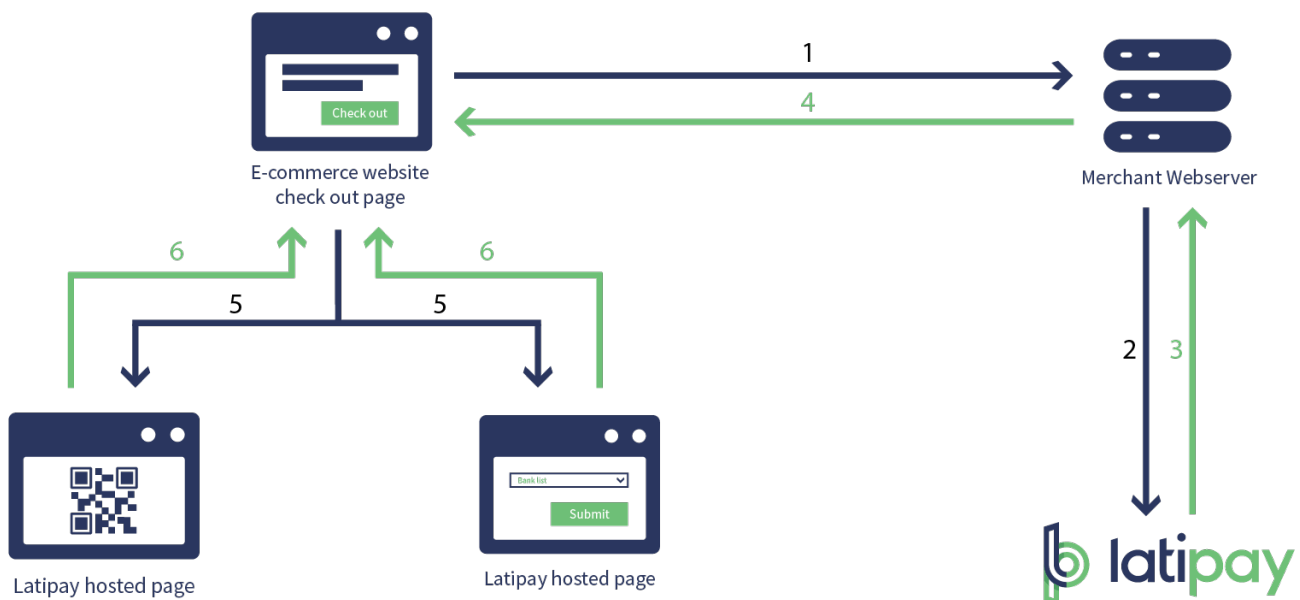 1
4
Check out
E-commerce website
check out page
Merchant Webserver
6
6
5
5
2
3
Bank list
Submit
Latipay hosted page
Latipay hosted page
latipay